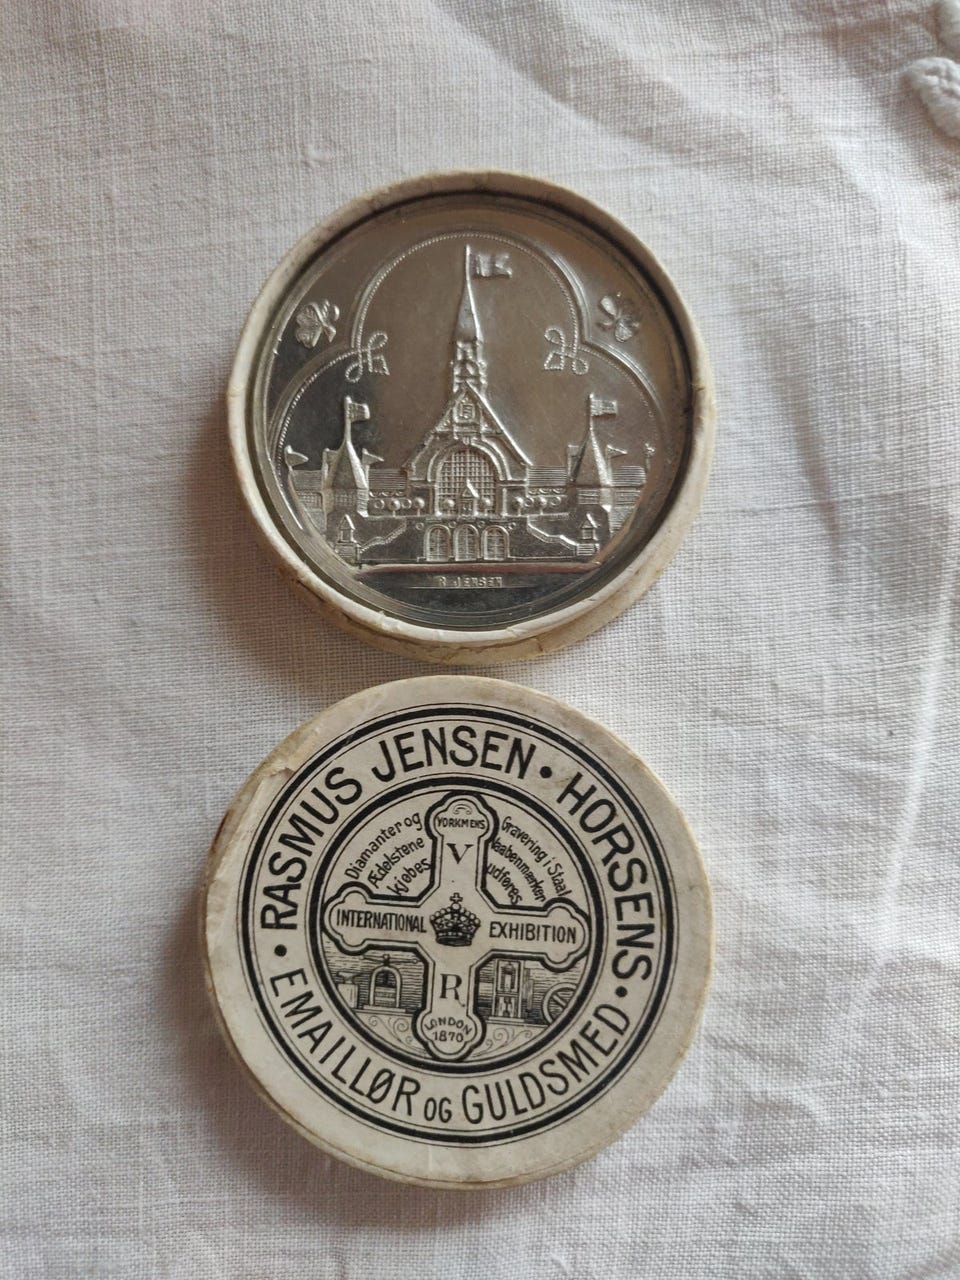 R JENSEN
• RASMUS JENSEN • HORSENS •
EMAILLØR OG GULDSMED
Diamanter og
Ædelstene
kjøbes
Gravering i Staal
Vaabenmærker
udføres
VORKMENS
V
INTERNATIONAL EXHIBITION
R
LONDON
1870